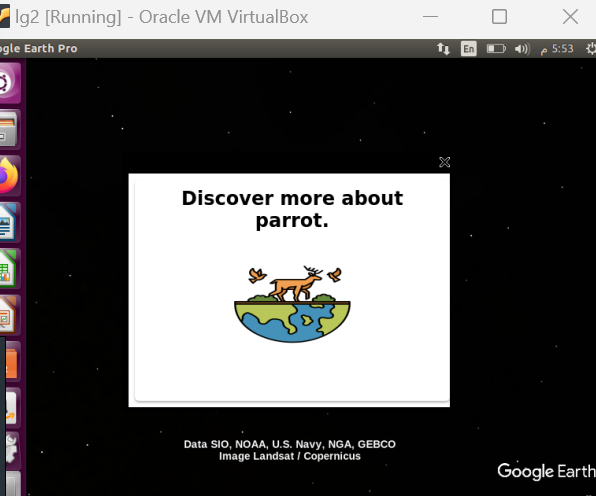 lg2 [Running] - Oracle VM VirtualBox
gle Earth Pro
En
م 5:53
Discover more about
parrot.
Data SIO, NOAA, U.S. Navy, NGA, GEBCO
Image Landsat / Copernicus
Google Earth